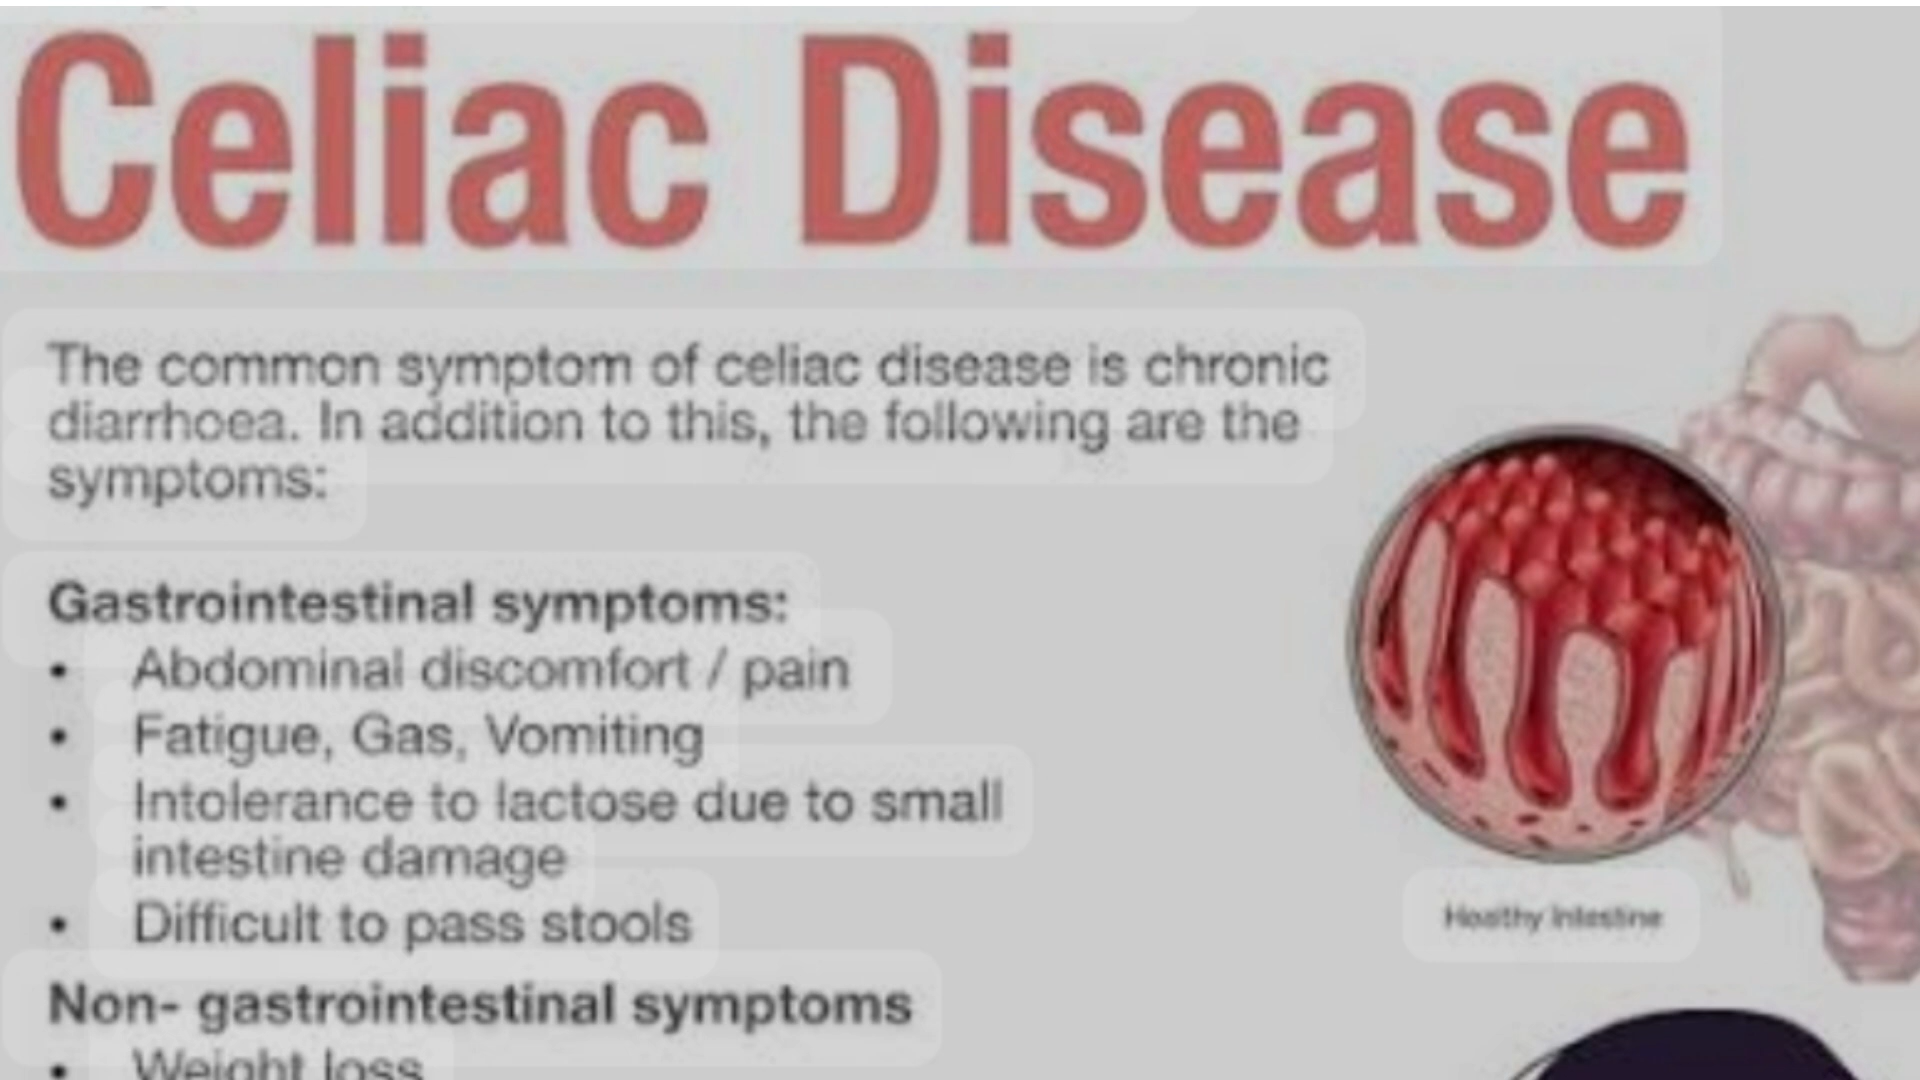 Celiac Disease
The common symptom of celiac disease is chronic
diarrhoea. In addition to this, the following are the
symptoms:
Gastrointestinal symptoms:
• Abdominal discomfort / pain
• Fatigue, Gas, Vomiting
• Intolerance to lactose due to small
intestine damage
• Difficult to pass stools
Non- gastrointestinal symptoms
• Weight loss
Healthy Intestine